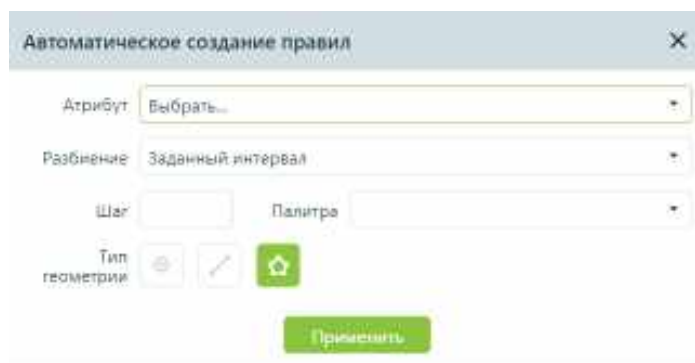 Автоматическое создание правил
Атрибут Выбрать...
Разбиение Заданный интервал
Шаг Палитра
Тип
геометрии
Применить